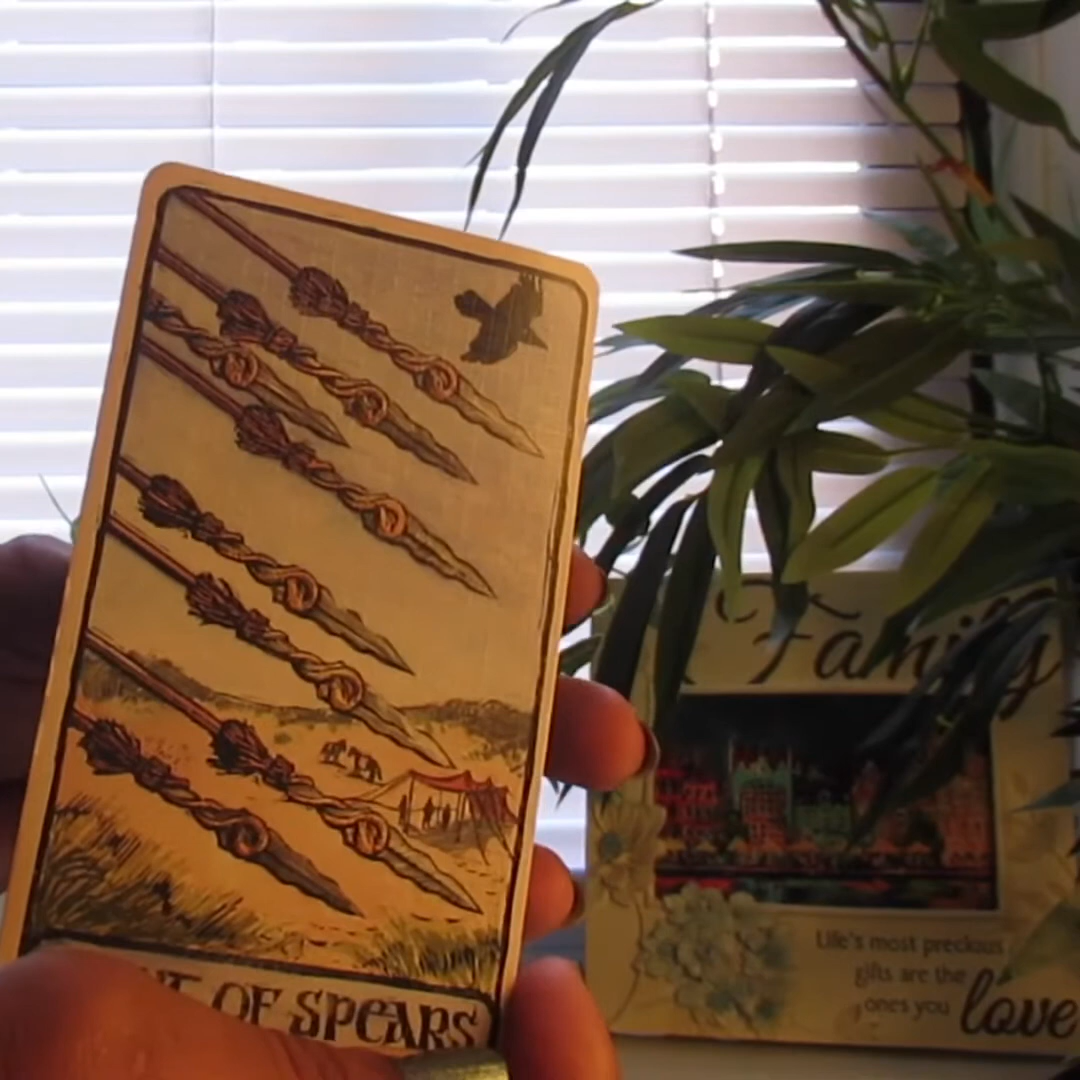 OF SPEARS
Family
Life's most precious
gifts are the
ones you love